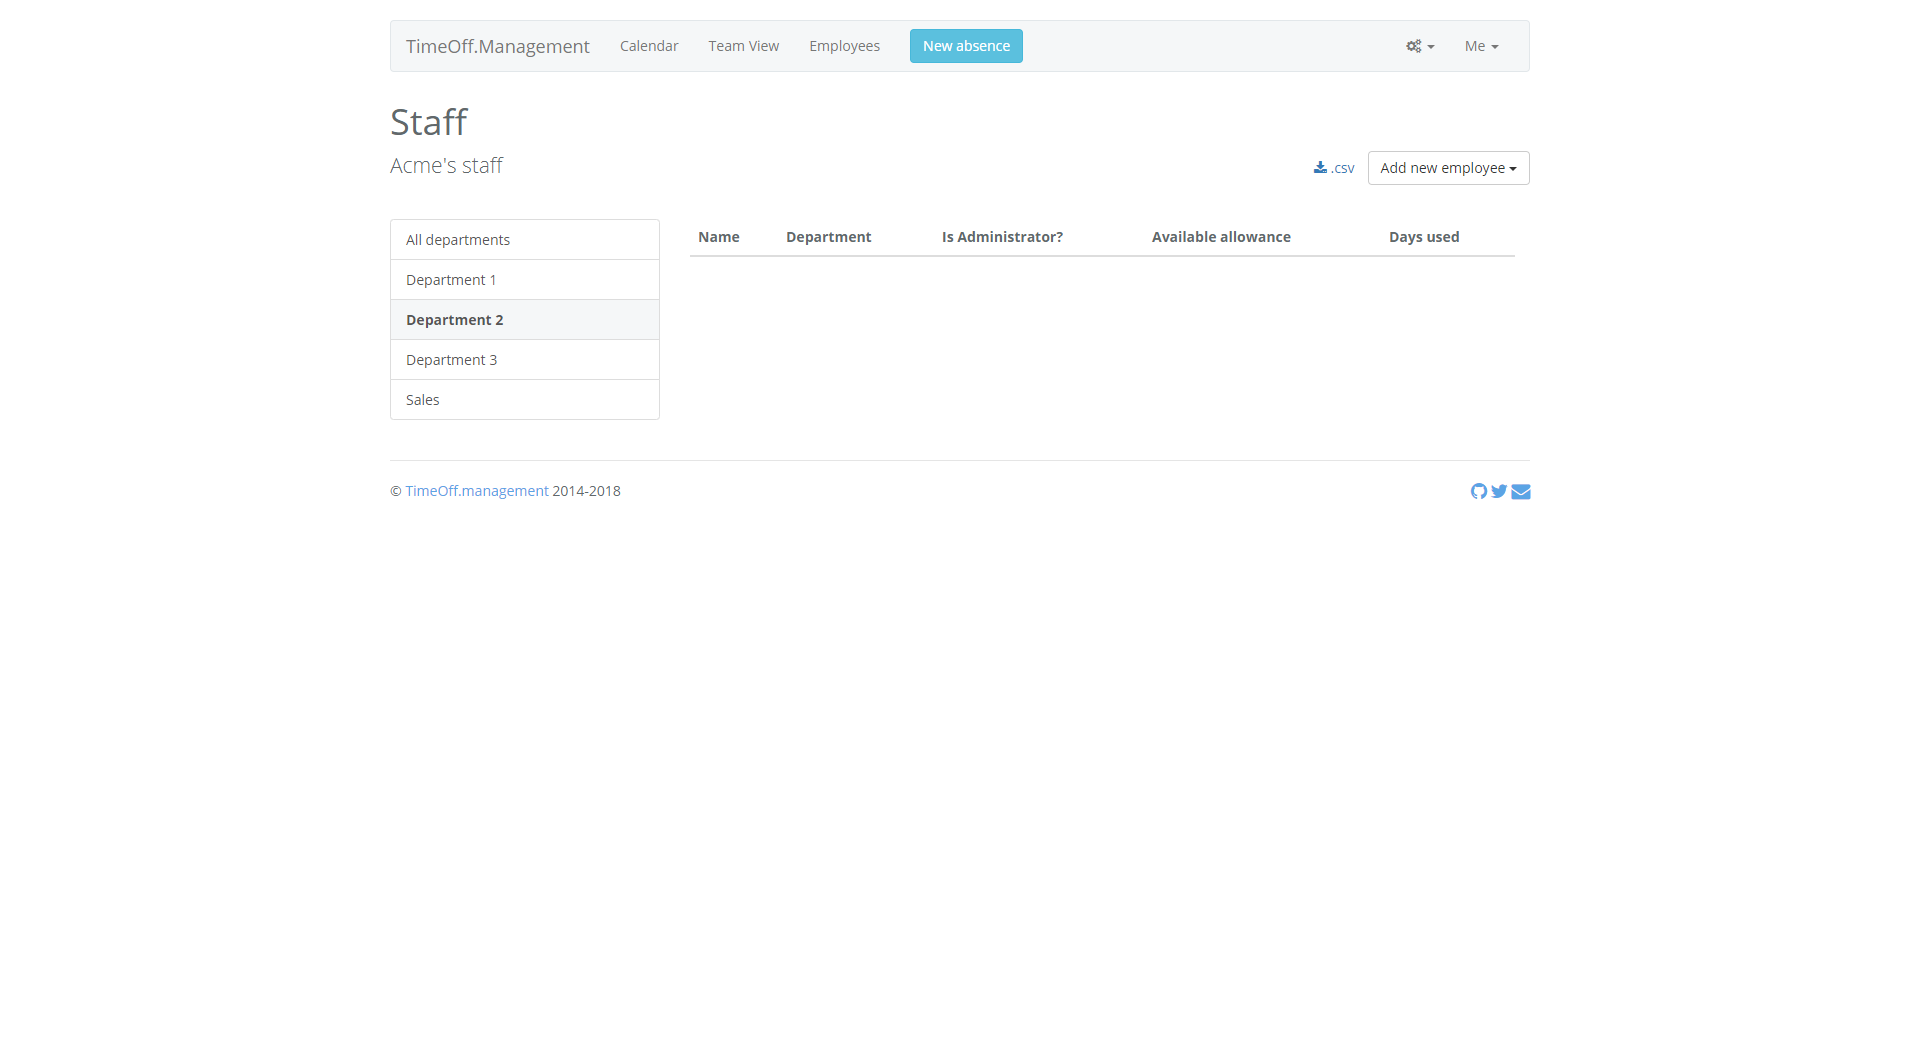 TimeOff.Management Calendar Team View Employees New absence Me
Staff
Acme's staff
.csv Add new employee
All departments
Department 1
Department 2
Department 3
Sales
Name Department Is Administrator? Available allowance Days used
© TimeOff.management 2014-2018